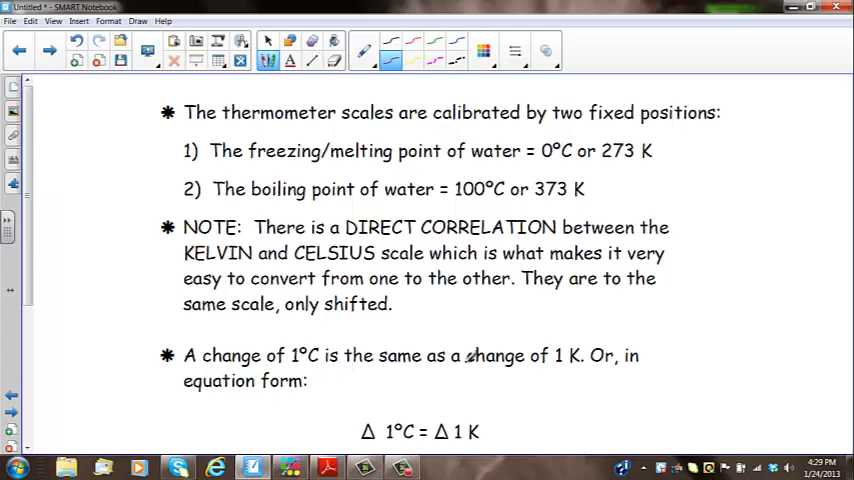 Untitled * - SMART Notebook
File Edit View Insert Format Draw Help
✱ The thermometer scales are calibrated by two fixed positions:
1) The freezing/melting point of water = 0ºC or 273 K
2) The boiling point of water = 100ºC or 373 K
✱ NOTE: There is a DIRECT CORRELATION between the
KELVIN and CELSIUS scale which is what makes it very
easy to convert from one to the other. They are to the
same scale, only shifted.
✱ A change of 1ºC is the same as a change of 1 K. Or, in
equation form:
Δ 1ºC = Δ 1 K
4:29 PM
1/24/2013